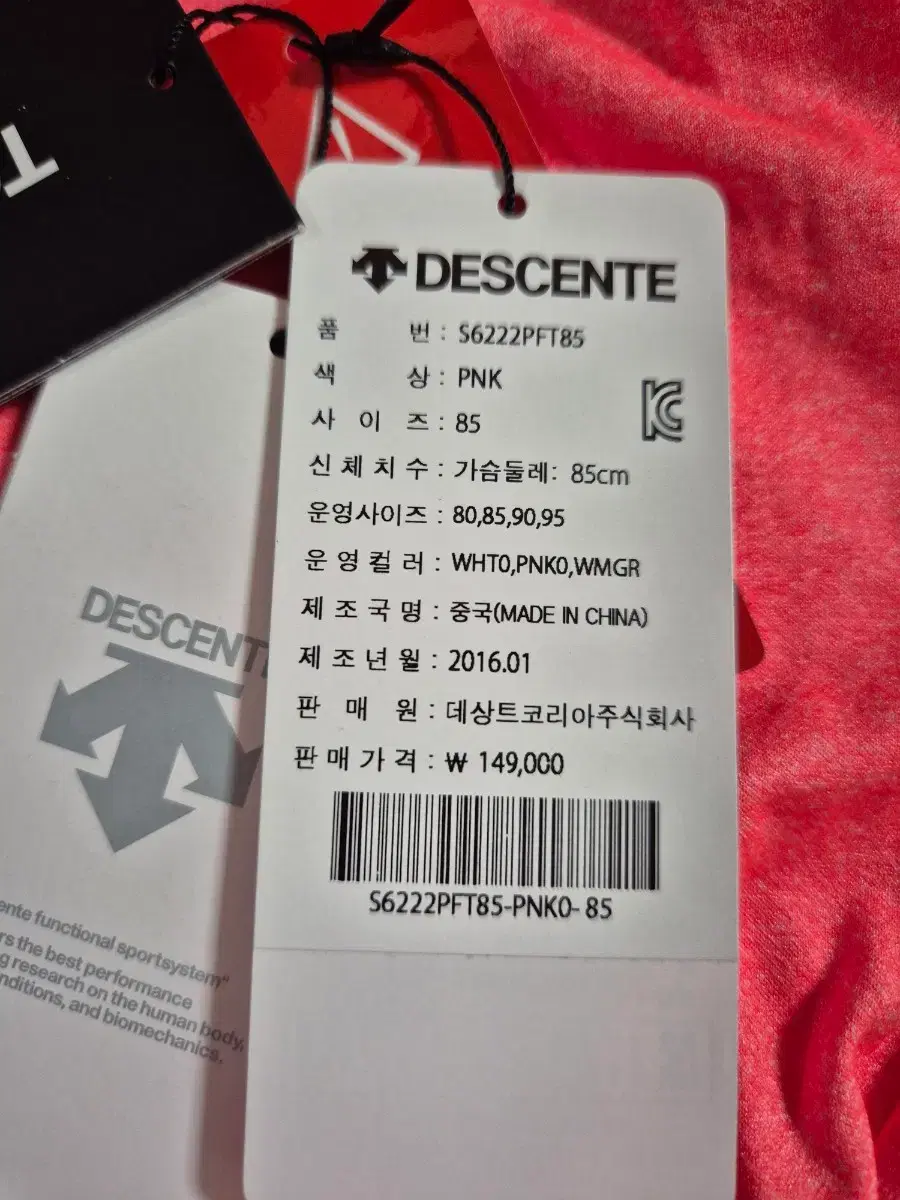 DESCENTE
품 번 : S6222PFT85
색 상 : PNK
사 이 즈 : 85
신 체 치 수 : 가슴둘레: 85cm
운영사이즈 : 80,85,90,95
운 영 컬 러 : WHT0,PNK0,WMGR
제 조 국 명 : 중국(MADE IN CHINA)
제 조 년 월 : 2016.01
판 매 원 : 데상트코리아주식회사
판 매 가 격 : ₩ 149,000
S6222PFT85-PNK0- 85
KC
DESCENT
functional sportsystem"
the best performance
research on the human body,
and biomechanics.